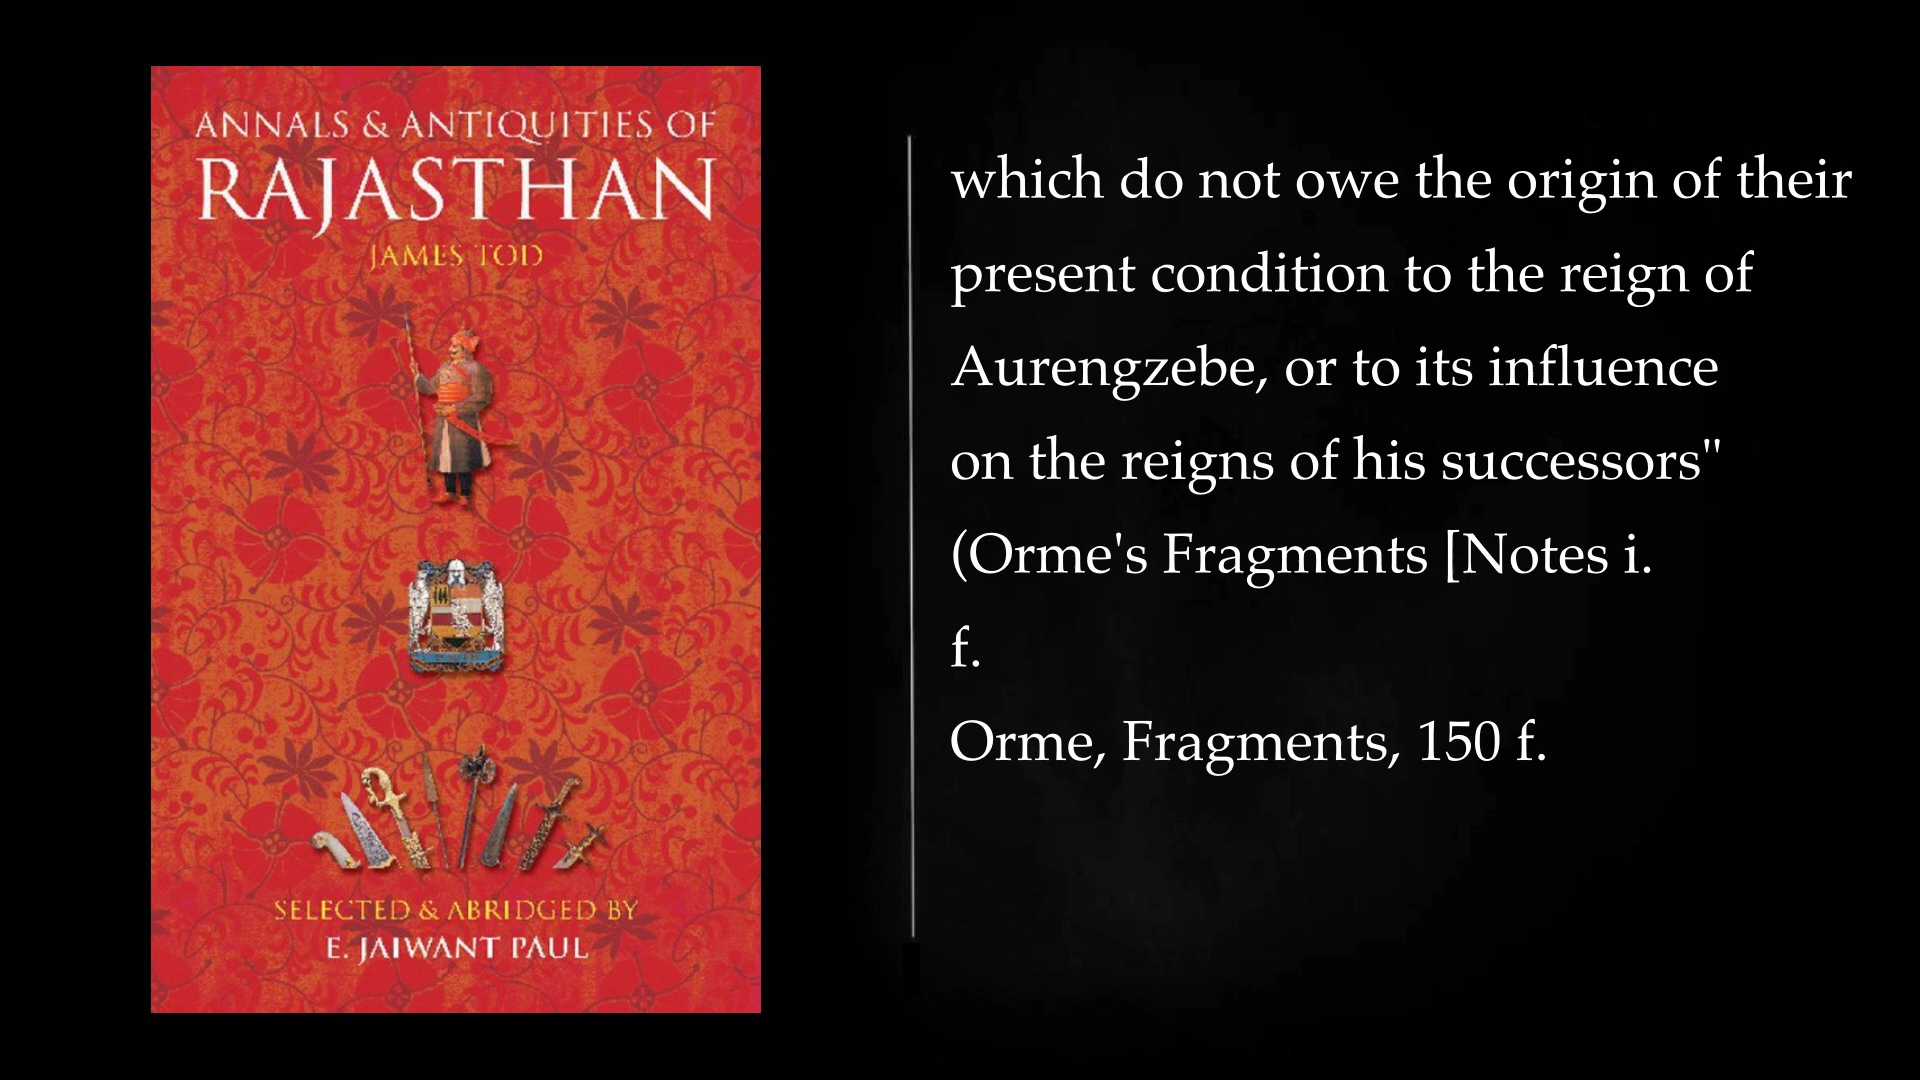 ANNALS & ANTIQUITIES OF
RAJASTHAN
JAMES TOD
SELECTED & ABRIDGED BY
E. JAIWANT PAUL
which do not owe the origin of their
present condition to the reign of
Aurengzebe, or to its influence
on the reigns of his successors"
(Orme's Fragments [Notes i.
f.
Orme, Fragments, 150 f.